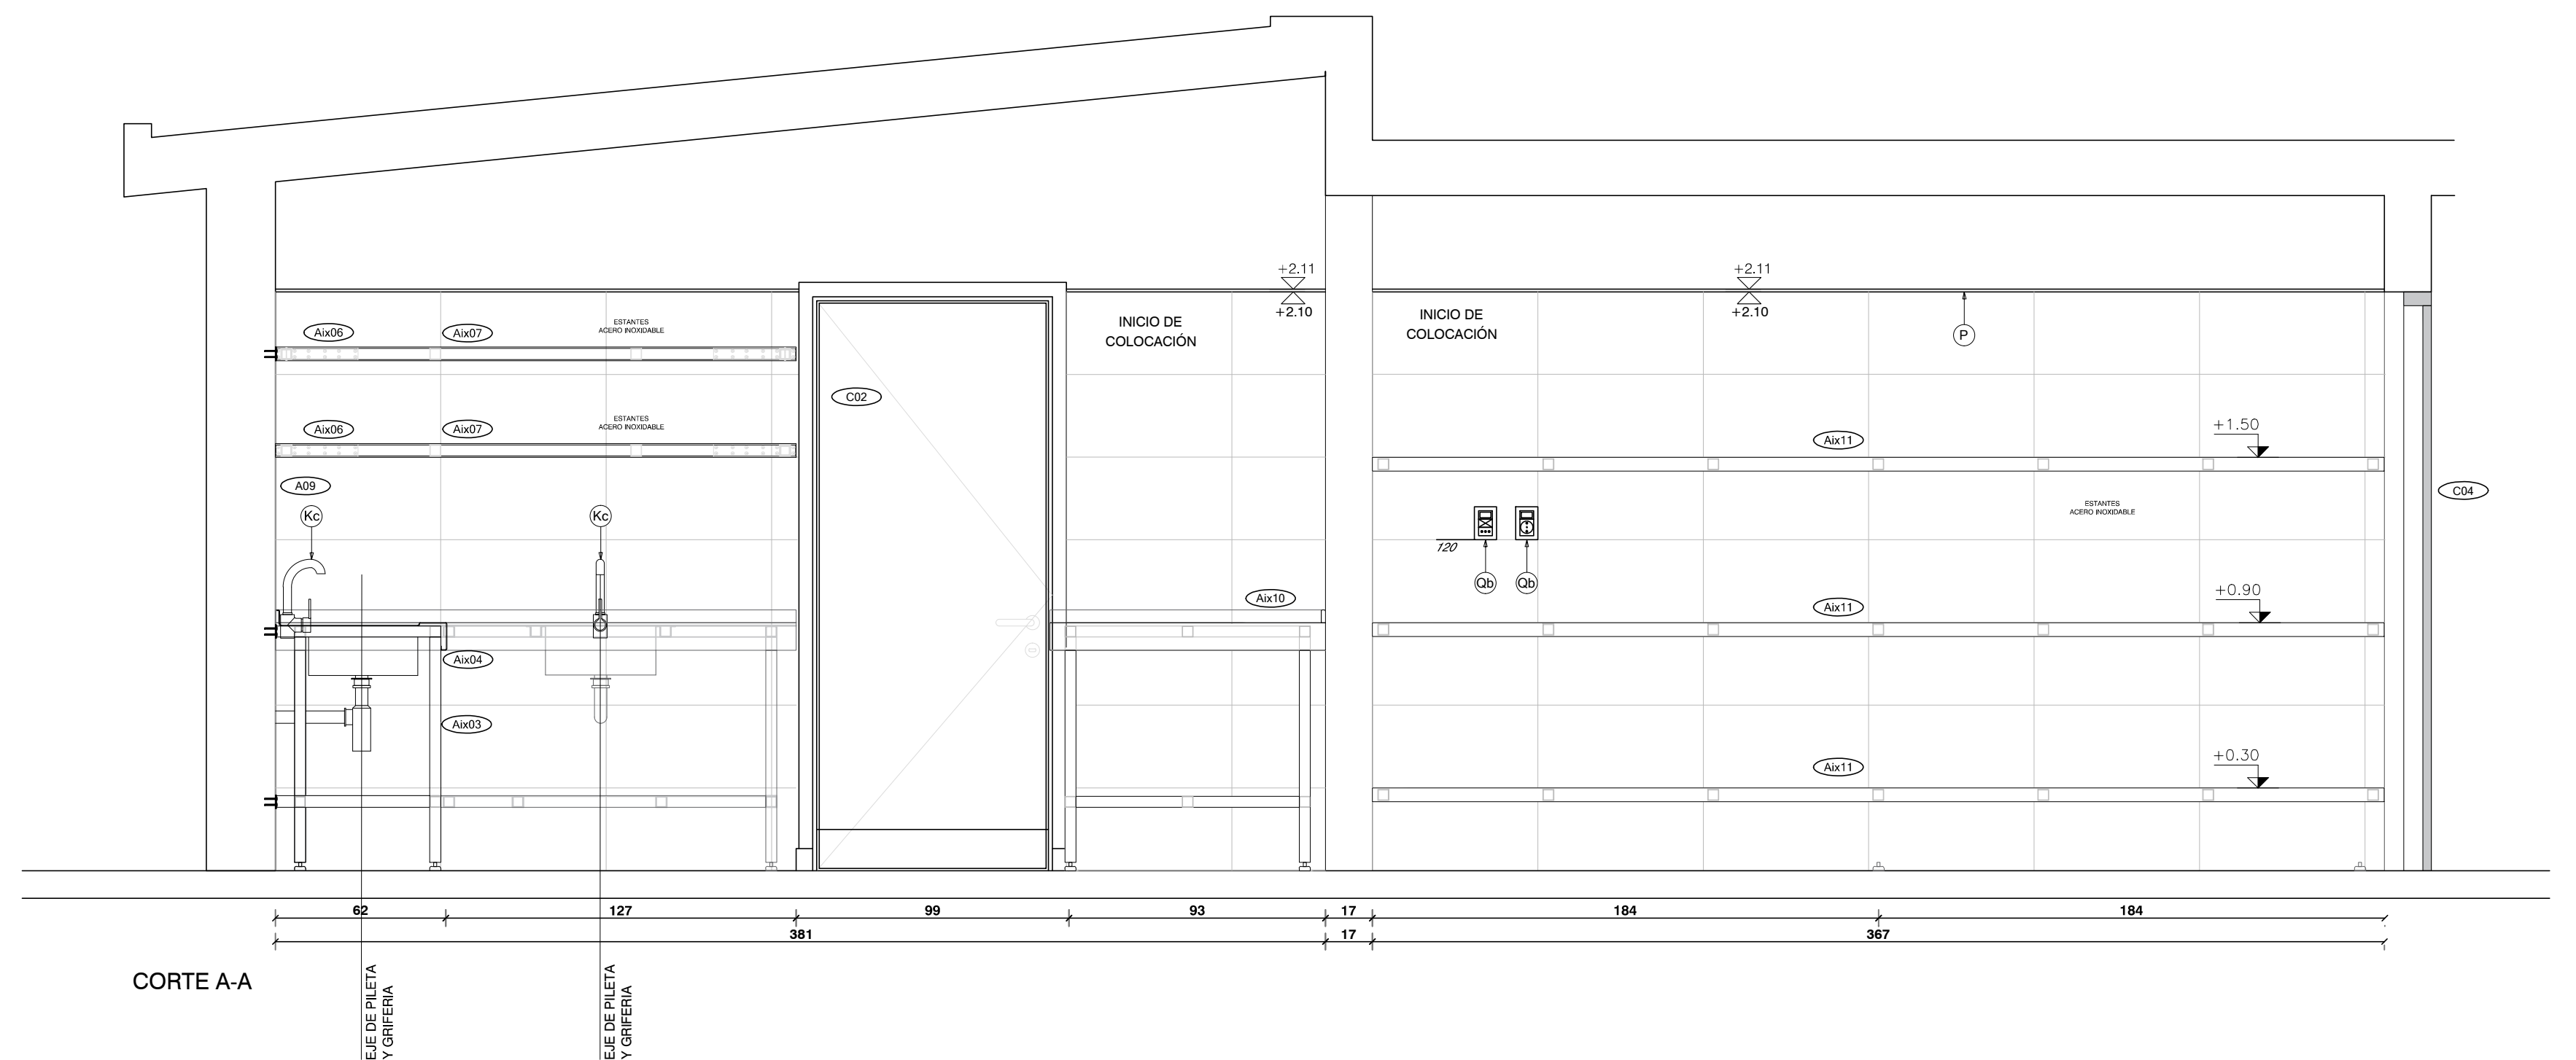 +2.11
+2.10
+2.11
+2.10
INICIO DE
COLOCACIÓN
INICIO DE
COLOCACIÓN
P
Aix06
Aix07
ESTANTES
ACERO INOXIDABLE
C02
Aix06
Aix07
ESTANTES
ACERO INOXIDABLE
Aix11
+1.50
A09
C04
Kc
Kc
ESTANTES
ACERO INOXIDABLE
120
Qb
Qb
Aix10
Aix11
+0.90
Aix04
Aix03
Aix11
+0.30
62
127
99
93
17
184
184
381
17
367
CORTE A-A
EJE DE PILETA
Y GRIFERIA
EJE DE PILETA
Y GRIFERIA